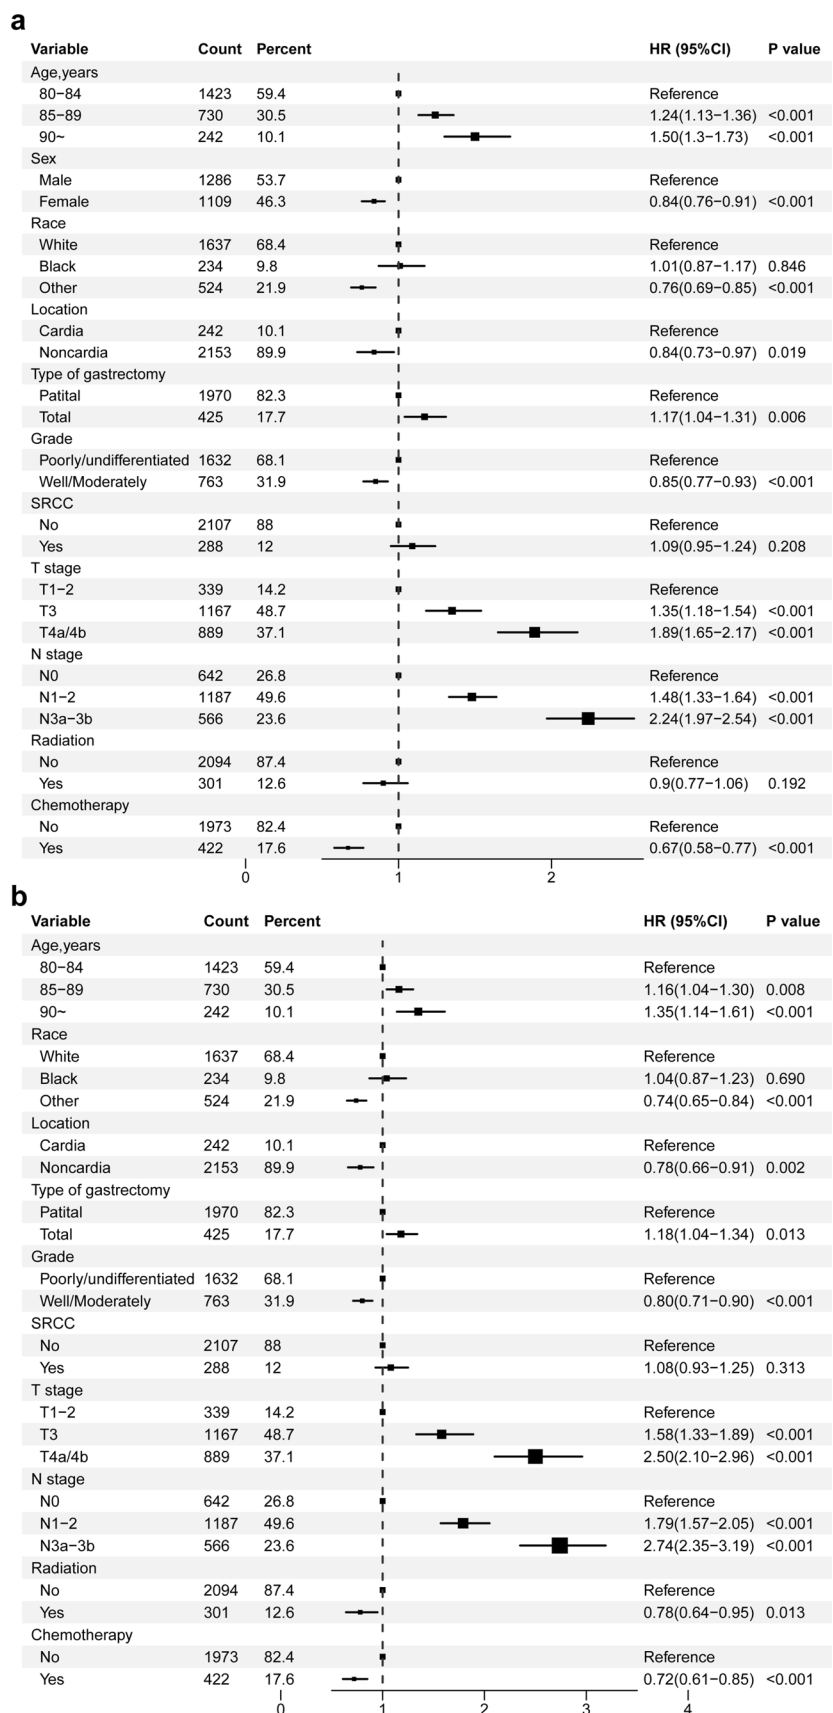 a
Variable Count Percent HR (95%CI) P value
Age,years
80−84 1423 59.4 Reference
85−89 730 30.5 1.24(1.13−1.36) <0.001
90~ 242 10.1 1.50(1.3−1.73) <0.001
Sex
Male 1286 53.7 Reference
Female 1109 46.3 0.84(0.76−0.91) <0.001
Race
White 1637 68.4 Reference
Black 234 9.8 1.01(0.87−1.17) 0.846
Other 524 21.9 0.76(0.69−0.85) <0.001
Location
Cardia 242 10.1 Reference
Noncardia 2153 89.9 0.84(0.73−0.97) 0.019
Type of gastrectomy
Patital 1970 82.3 Reference
Total 425 17.7 1.17(1.04−1.31) 0.006
Grade
Poorly/undifferentiated 1632 68.1 Reference
Well/Moderately 763 31.9 0.85(0.77−0.93) <0.001
SRCC
No 2107 88 Reference
Yes 288 12 1.09(0.95−1.24) 0.208
T stage
T1−2 339 14.2 Reference
T3 1167 48.7 1.35(1.18−1.54) <0.001
T4a/4b 889 37.1 1.89(1.65−2.17) <0.001
N stage
N0 642 26.8 Reference
N1−2 1187 49.6 1.48(1.33−1.64) <0.001
N3a−3b 566 23.6 2.24(1.97−2.54) <0.001
Radiation
No 2094 87.4 Reference
Yes 301 12.6 0.9(0.77−1.06) 0.192
Chemotherapy
No 1973 82.4 Reference
Yes 422 17.6 0.67(0.58−0.77) <0.001
0 1 2
b
Variable Count Percent HR (95%CI) P value
Age,years
80−84 1423 59.4 Reference
85−89 730 30.5 1.16(1.04−1.30) 0.008
90~ 242 10.1 1.35(1.14−1.61) <0.001
Race
White 1637 68.4 Reference
Black 234 9.8 1.04(0.87−1.23) 0.690
Other 524 21.9 0.74(0.65−0.84) <0.001
Location
Cardia 242 10.1 Reference
Noncardia 2153 89.9 0.78(0.66−0.91) 0.002
Type of gastrectomy
Patital 1970 82.3 Reference
Total 425 17.7 1.18(1.04−1.34) 0.013
Grade
Poorly/undifferentiated 1632 68.1 Reference
Well/Moderately 763 31.9 0.80(0.71−0.90) <0.001
SRCC
No 2107 88 Reference
Yes 288 12 1.08(0.93−1.25) 0.313
T stage
T1−2 339 14.2 Reference
T3 1167 48.7 1.58(1.33−1.89) <0.001
T4a/4b 889 37.1 2.50(2.10−2.96) <0.001
N stage
N0 642 26.8 Reference
N1−2 1187 49.6 1.79(1.57−2.05) <0.001
N3a−3b 566 23.6 2.74(2.35−3.19) <0.001
Radiation
No 2094 87.4 Reference
Yes 301 12.6 0.78(0.64−0.95) 0.013
Chemotherapy
No 1973 82.4 Reference
Yes 422 17.6 0.72(0.61−0.85) <0.001
0 1 2 3 4